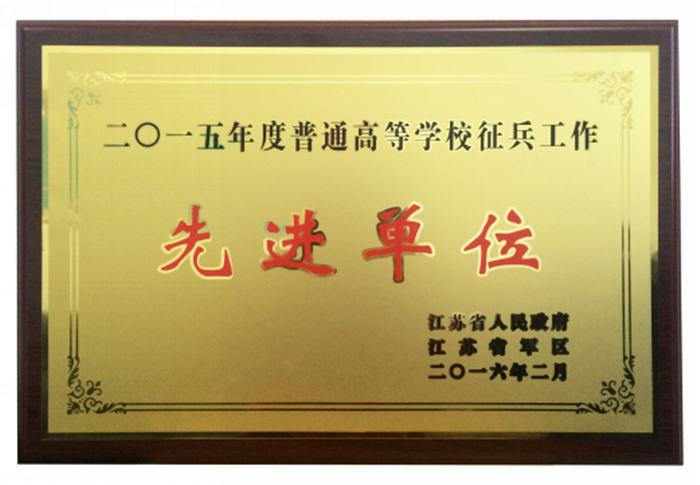 二〇一五年度普通高等学校征兵工作
先进单位
江苏省人民政府
江苏省军区
二〇一六年二月